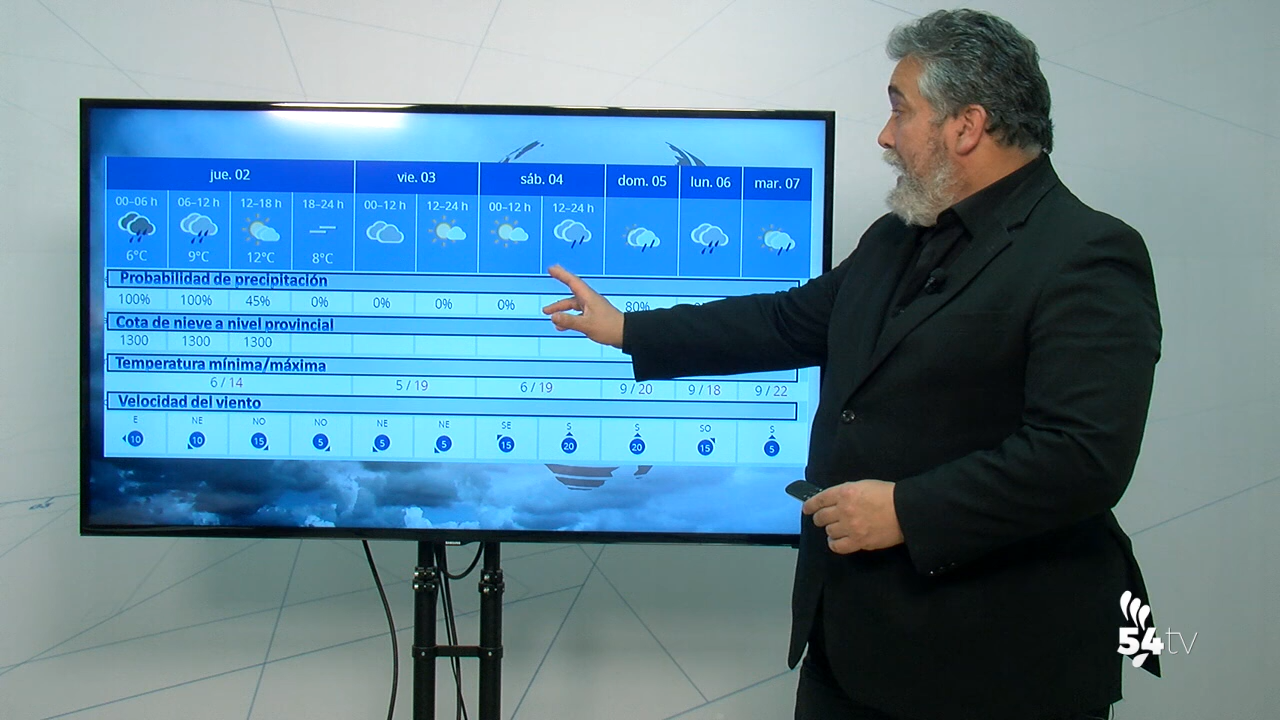 jue. 02 vie. 03 sáb. 04 dom. 05 lun. 06 mar. 07
00–06 h 06–12 h 12–18 h 18–24 h 00–12 h 12–24 h 00–12 h 12–24 h
6°C 9°C 12°C 8°C
Probabilidad de precipitación
100% 100% 45% 0% 0% 0% 0% 80%
Cota de nieve a nivel provincial
1300 1300 1300
Temperatura mínima/máxima
6 / 14 5 / 19 6 / 19 9 / 20 9 / 18 9 / 22
Velocidad del viento
E NE NO NO NE NE SE S S SO S
10 10 15 5 5 5 15 20 20 15 5
SAMSUNG
54tv